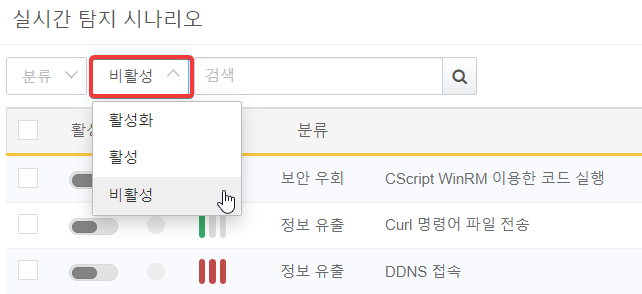 실시간 탐지 시나리오
분류 비활성 검색
활성화
분류
활성
비활성
보안 우회 CScript WinRM 이용한 코드 실행
정보 유출 Curl 명령어 파일 전송
정보 유출 DDNS 접속